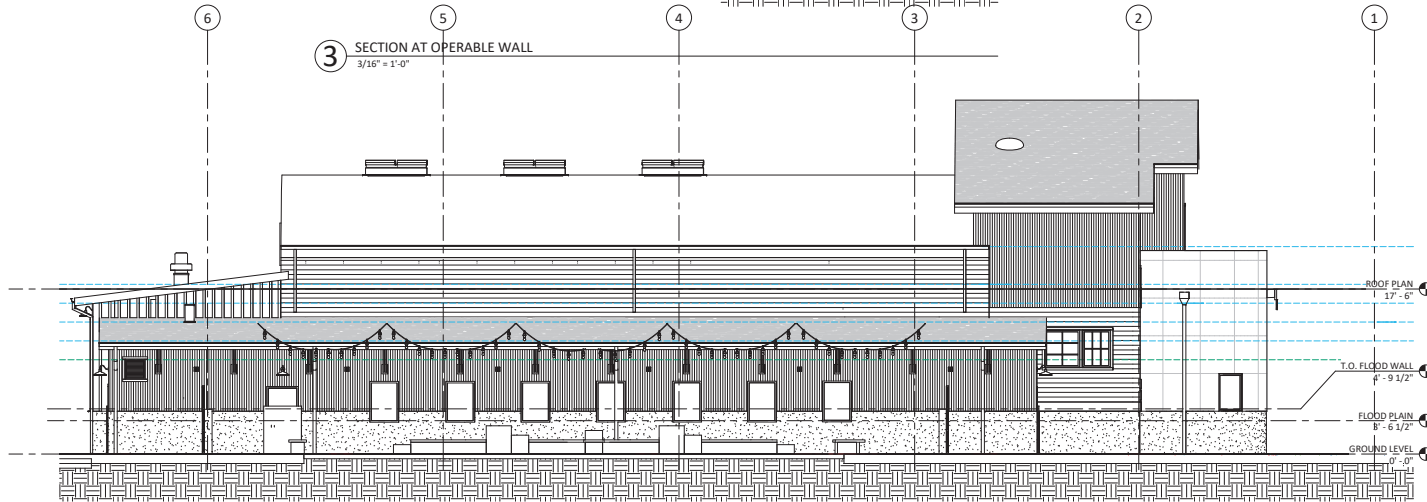 6 5 4 3 2 1
3 SECTION AT OPERABLE WALL
3/16" = 1'-0"
ROOF PLAN
17' - 6"
T.O. FLOOD WALL
4' - 9 1/2"
FLOOD PLAIN
3' - 6 1/2"
GROUND LEVEL
0' - 0"